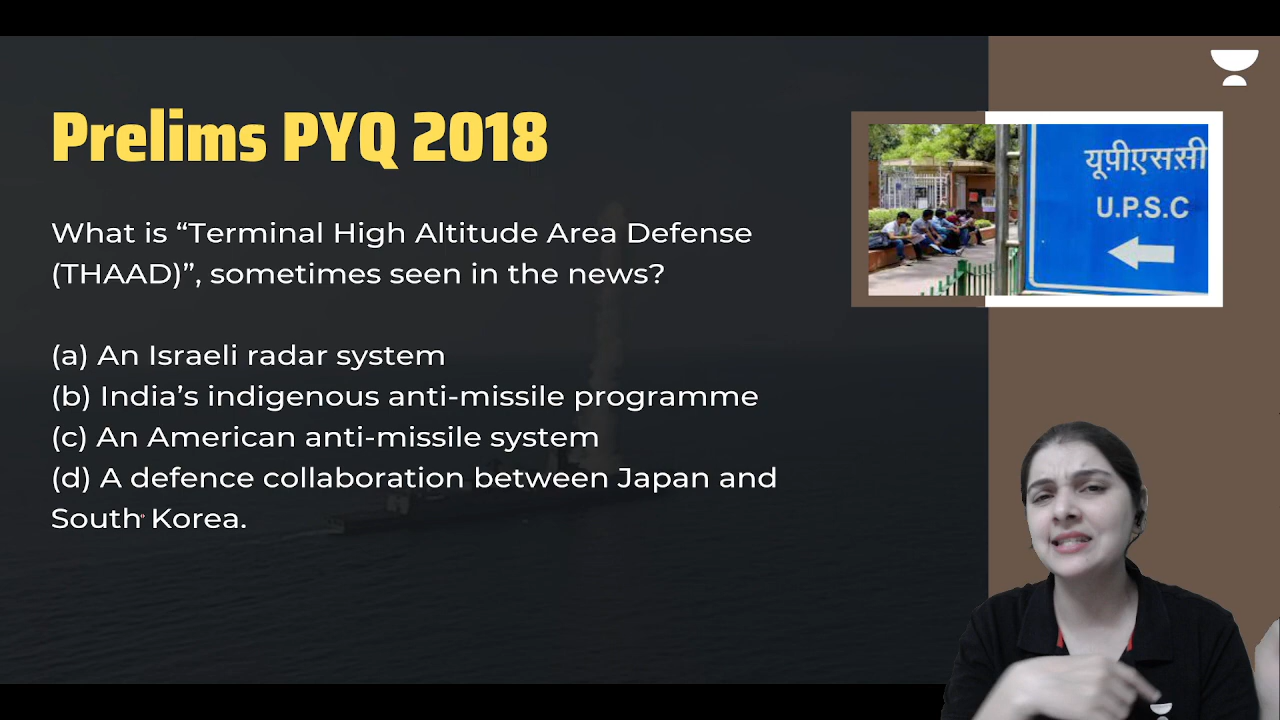 Prelims PYQ 2018
What is “Terminal High Altitude Area Defense
(THAAD)”, sometimes seen in the news?
(a) An Israeli radar system
(b) India’s indigenous anti-missile programme
(c) An American anti-missile system
(d) A defence collaboration between Japan and
South Korea.
यूपीएससी
U.P.S.C